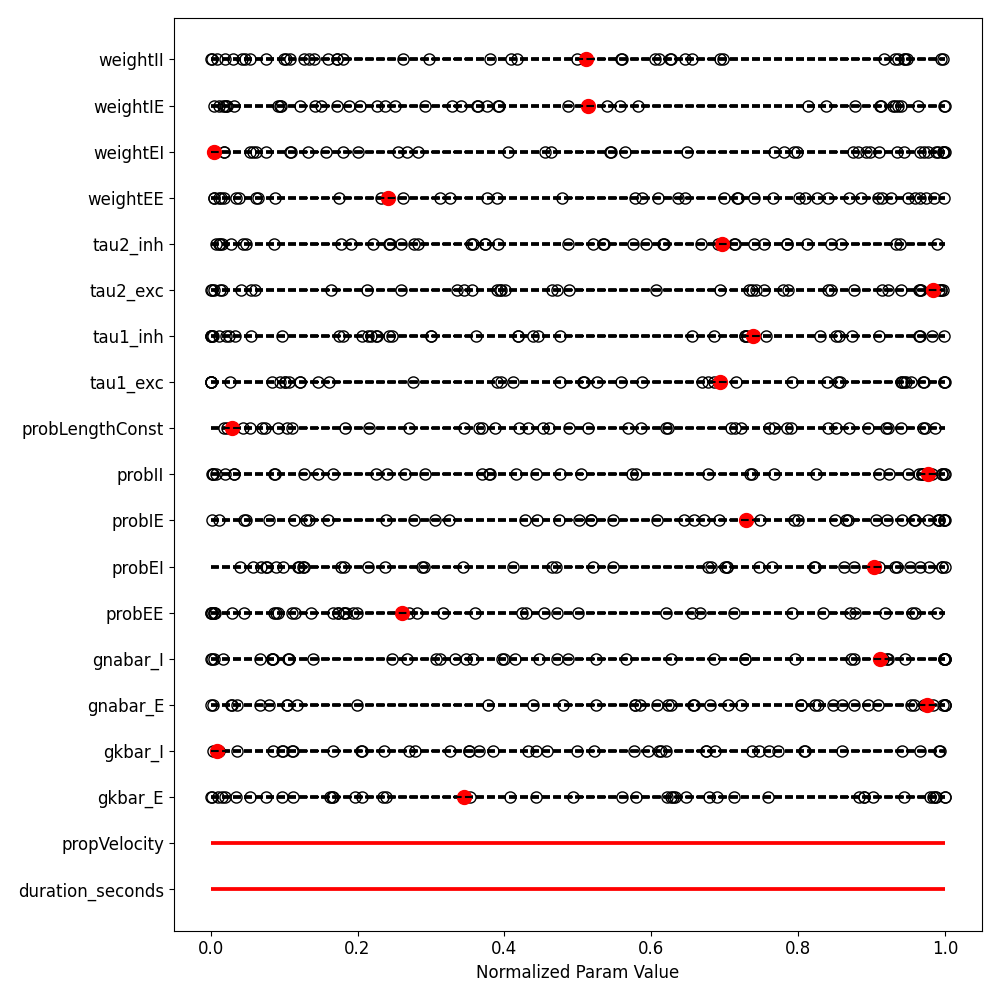 weightII
weightIE
weightEI
weightEE
tau2_inh
tau2_exc
tau1_inh
tau1_exc
probLengthConst
probII
probIE
probEI
probEE
gnabar_I
gnabar_E
gkbar_I
gkbar_E
propVelocity
duration_seconds
0.0 0.2 0.4 0.6 0.8 1.0
Normalized Param Value